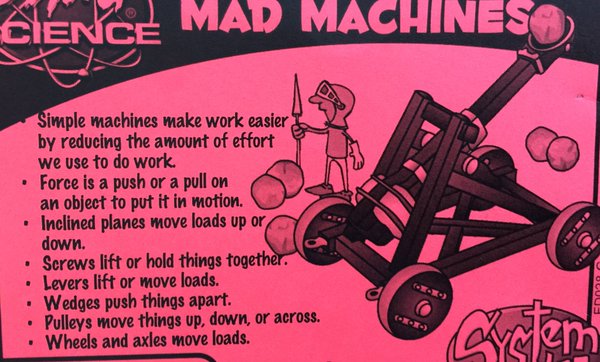 MAD MACHINES
CIENCE ®
• Simple machines make work easier
by reducing the amount of effort
we use to do work.
• Force is a push or a pull on
an object to put it in motion.
• Inclined planes move loads up or
down.
• Screws lift or hold things together.
• Levers lift or move loads.
• Wedges push things apart.
• Pulleys move things up, down, or across.
• Wheels and axles move loads.
System